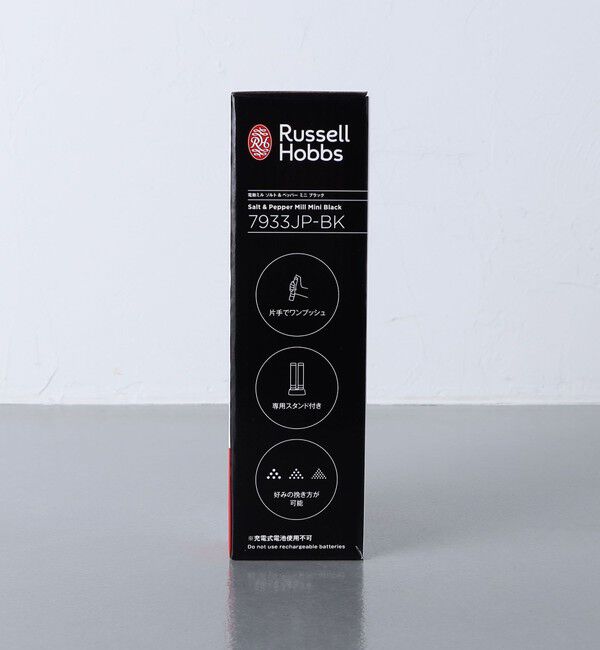 RH
Russell
Hobbs
電動ミル ソルト & ペッパー ミニ ブラック
Salt & Pepper Mill Mini Black
7933JP-BK
片手でワンプッシュ
専用スタンド付き
好みの挽き方が
可能
※充電式電池使用不可
Do not use rechargeable batteries